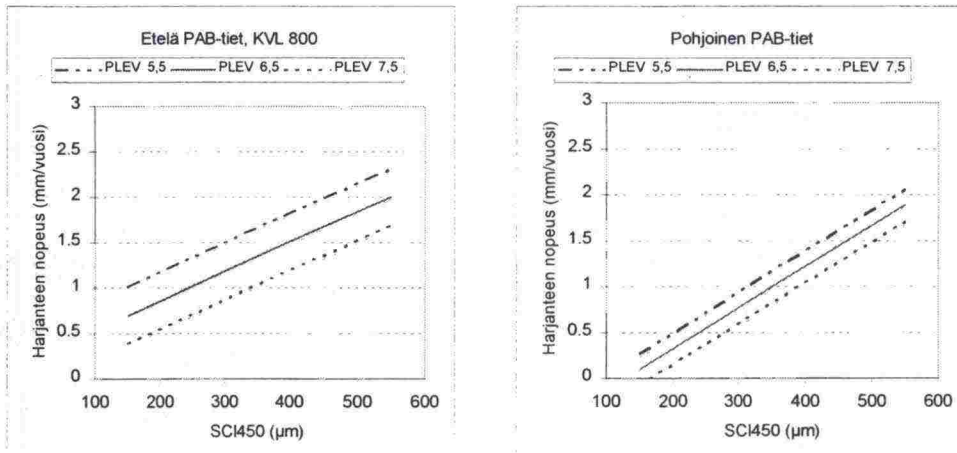 Etelä PAB-tiet, KVL 800
PLEV 5,5 PLEV 6,5 PLEV 7,5
Harjanteen nopeus (mm/vuosi)
3
2.5
2
1.5
1
0.5
0
100 200 300 400 500 600
SCI450 (µm)
Pohjoinen PAB-tiet
PLEV 5,5 PLEV 6,5 PLEV 7,5
Harjanteen nopeus (mm/vuosi)
3
2.5
2
1.5
1
0.5
0
100 200 300 400 500 600
SCI450 (µm)